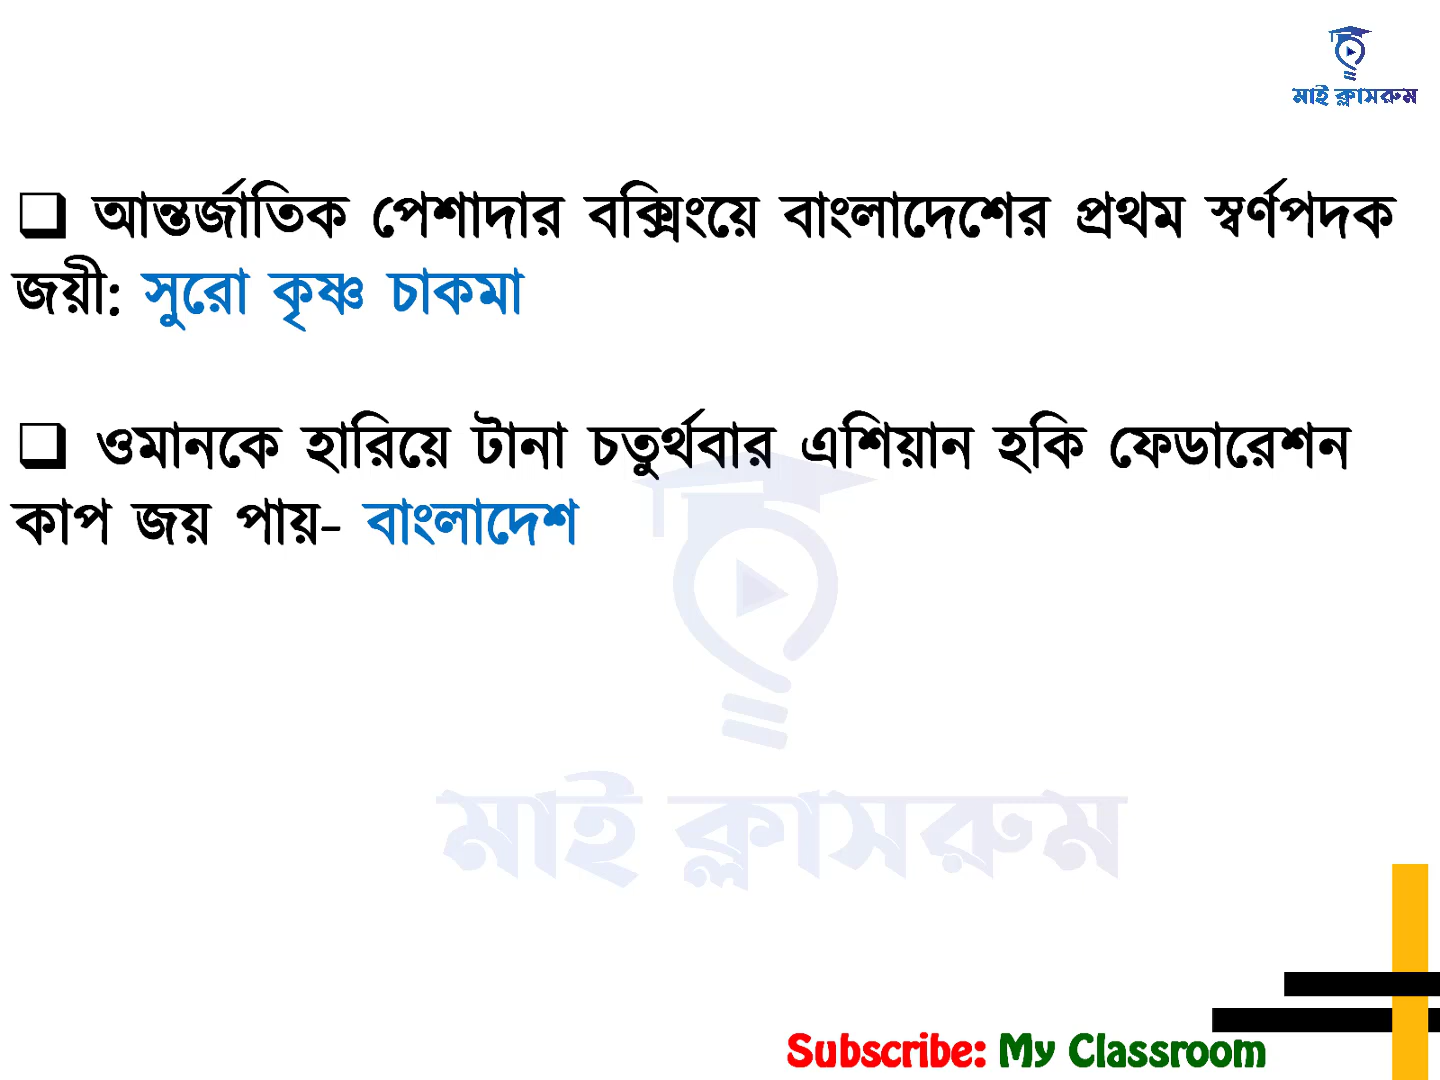 মাই ক্লাসরুম
❑ আন্তর্জাতিক পেশাদার বক্সিংয়ে বাংলাদেশের প্রথম স্বর্ণপদক
জয়ী: সুরো কৃষ্ণ চাকমা
❑ ওমানকে হারিয়ে টানা চতুর্থবার এশিয়ান হকি ফেডারেশন
কাপ জয় পায়- বাংলাদেশ
মাই ক্লাসরুম
Subscribe: My Classroom